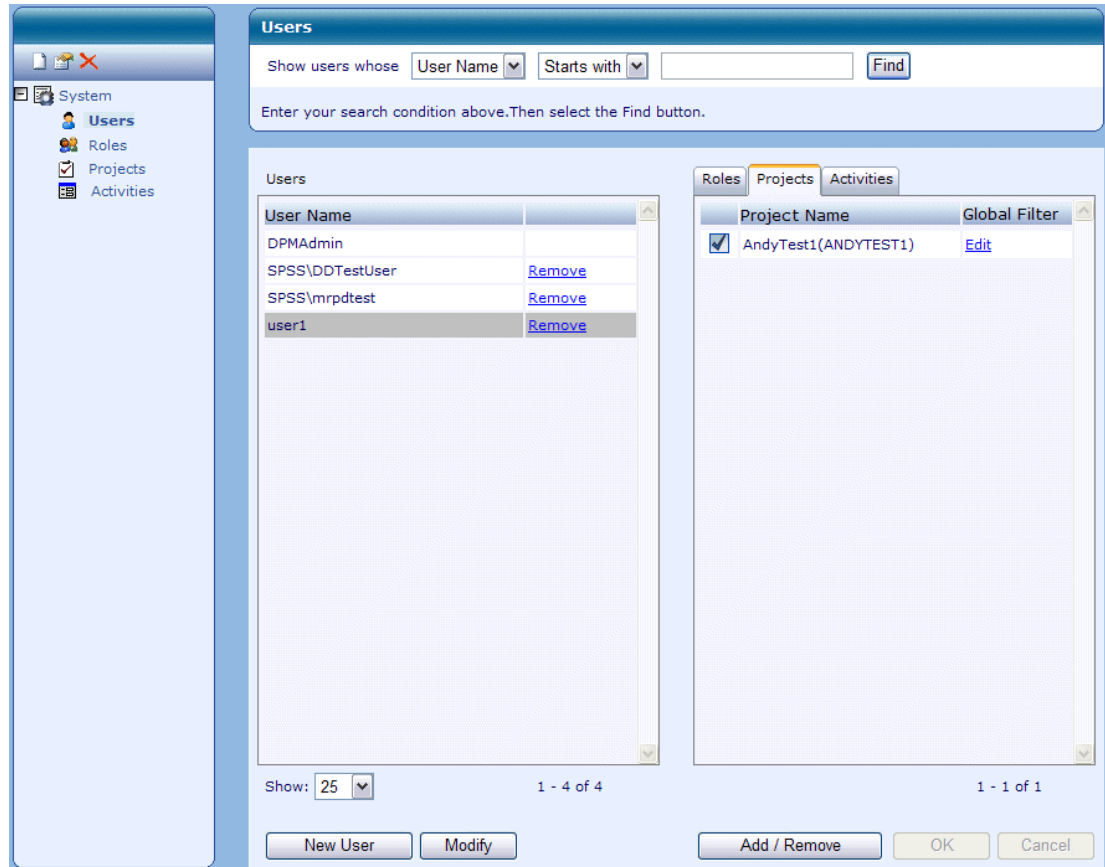 Users
Show users whose User Name Starts with Find
Enter your search condition above.Then select the Find button.
System
Users
Roles
Projects
Activities
Users
User Name
DPMAdmin
SPSS\DDTestUser Remove
SPSS\mrpdtest Remove
user1 Remove
Show: 25 1 - 4 of 4
New User Modify
Roles Projects Activities
Project Name Global Filter
AndyTest1(ANDYTEST1) Edit
1 - 1 of 1
Add / Remove OK Cancel